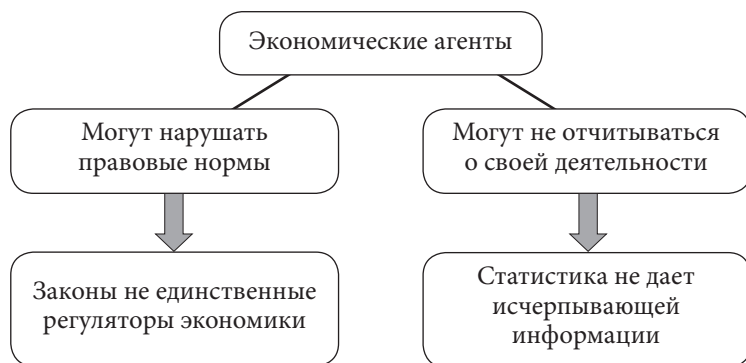 Экономические агенты
Могут нарушать
правовые нормы
Могут не отчитываться
о своей деятельности
Законы не единственные
регуляторы экономики
Статистика не дает
исчерпывающей
информации